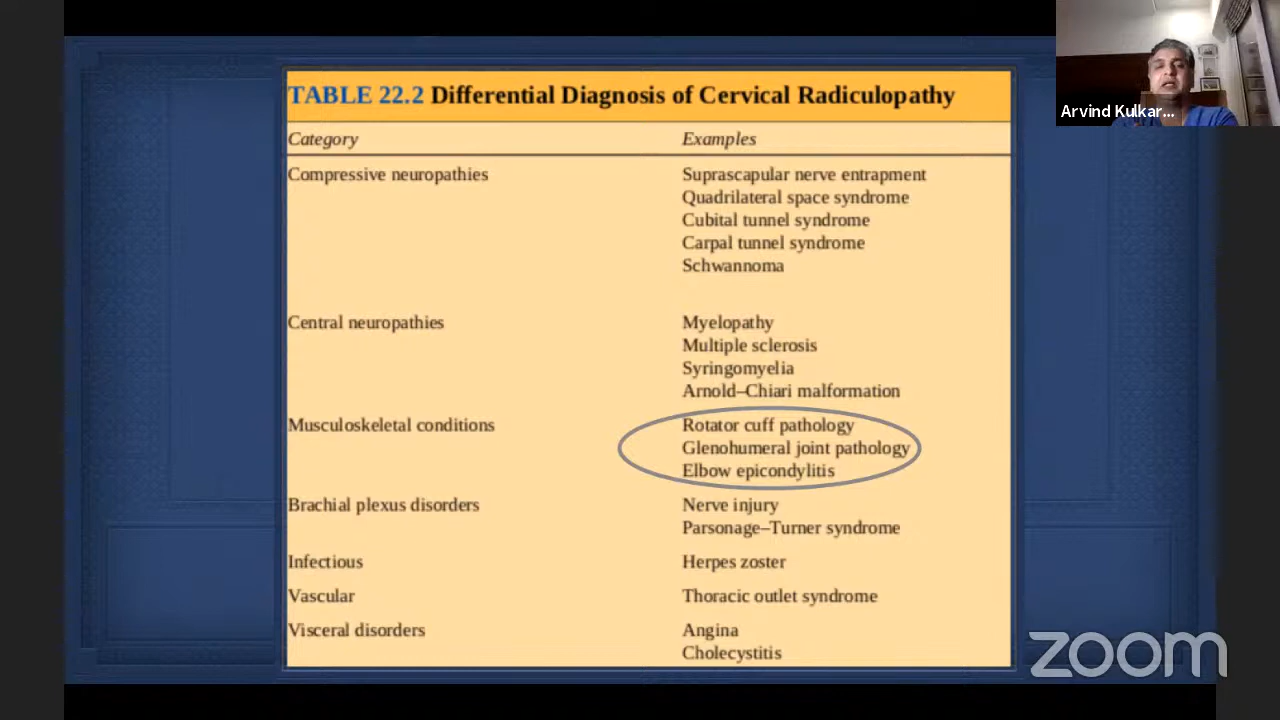 TABLE 22.2 Differential Diagnosis of Cervical Radiculopathy
Category Examples
Compressive neuropathies Suprascapular nerve entrapment
Quadrilateral space syndrome
Cubital tunnel syndrome
Carpal tunnel syndrome
Schwannoma
Central neuropathies Myelopathy
Multiple sclerosis
Syringomyelia
Arnold–Chiari malformation
Musculoskeletal conditions Rotator cuff pathology
Glenohumeral joint pathology
Elbow epicondylitis
Brachial plexus disorders Nerve injury
Parsonage–Turner syndrome
Infectious Herpes zoster
Vascular Thoracic outlet syndrome
Visceral disorders Angina
Cholecystitis
Arvind Kulkar...
zoom